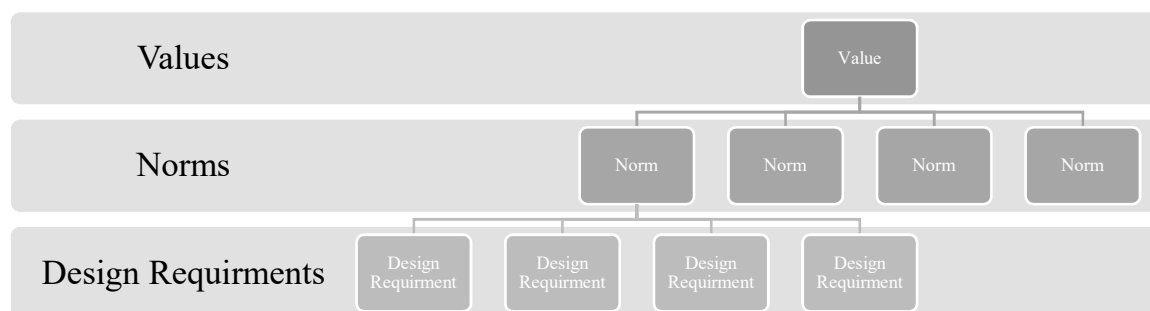 Values
Value
Norms
Norm
Norm
Norm
Norm
Design Requirments
Design
Requirment
Design
Requirment
Design
Requirment
Design
Requirment